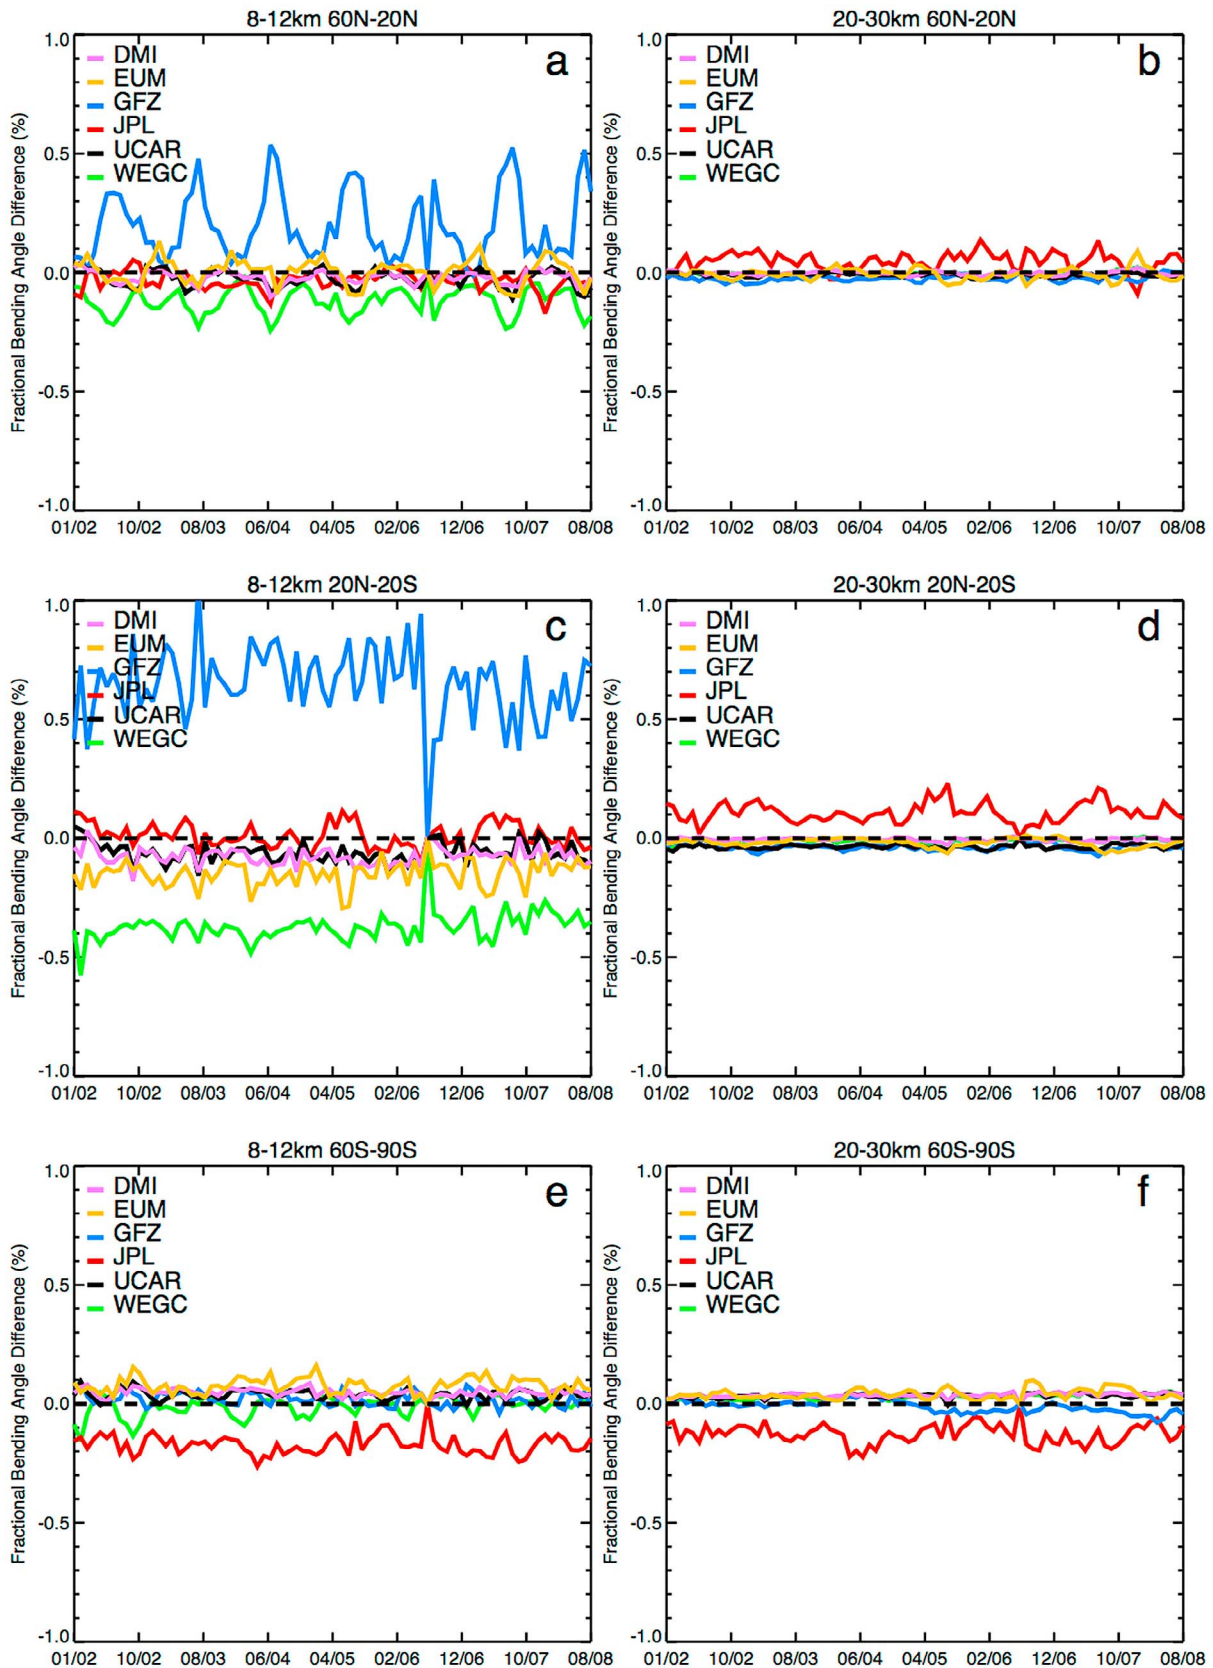 8-12km 60N-20N
Fractional Bending Angle Difference (%)
1.0
0.5
0.0
-0.5
-1.0
DMI
EUM
GFZ
JPL
UCAR
WEGC
a
01/02 10/02 08/03 06/04 04/05 02/06 12/06 10/07 08/08
20-30km 60N-20N
Fractional Bending Angle Difference (%)
1.0
0.5
0.0
-0.5
-1.0
DMI
EUM
GFZ
JPL
UCAR
WEGC
b
01/02 10/02 08/03 06/04 04/05 02/06 12/06 10/07 08/08
8-12km 20N-20S
Fractional Bending Angle Difference (%)
1.0
0.5
0.0
-0.5
-1.0
DMI
EUM
GFZ
JPL
UCAR
WEGC
c
01/02 10/02 08/03 06/04 04/05 02/06 12/06 10/07 08/08
20-30km 20N-20S
Fractional Bending Angle Difference (%)
1.0
0.5
0.0
-0.5
-1.0
DMI
EUM
GFZ
JPL
UCAR
WEGC
d
01/02 10/02 08/03 06/04 04/05 02/06 12/06 10/07 08/08
8-12km 60S-90S
Fractional Bending Angle Difference (%)
1.0
0.5
0.0
-0.5
-1.0
DMI
EUM
GFZ
JPL
UCAR
WEGC
e
01/02 10/02 08/03 06/04 04/05 02/06 12/06 10/07 08/08
20-30km 60S-90S
Fractional Bending Angle Difference (%)
1.0
0.5
0.0
-0.5
-1.0
DMI
EUM
GFZ
JPL
UCAR
WEGC
f
01/02 10/02 08/03 06/04 04/05 02/06 12/06 10/07 08/08